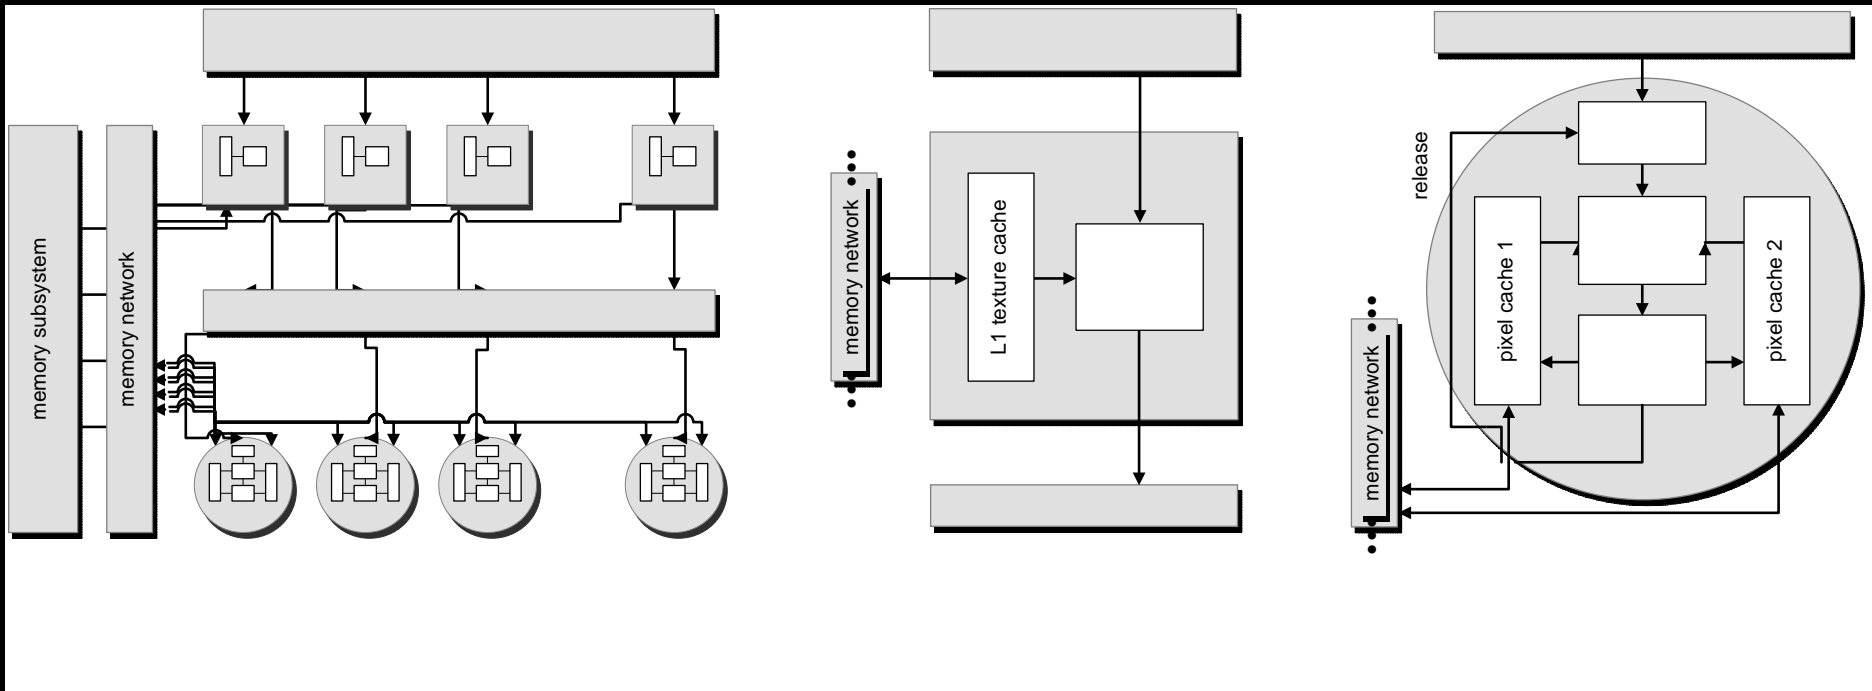 memory subsystem
memory network
memory network
L1 texture cache
release
memory network
pixel cache 1
pixel cache 2